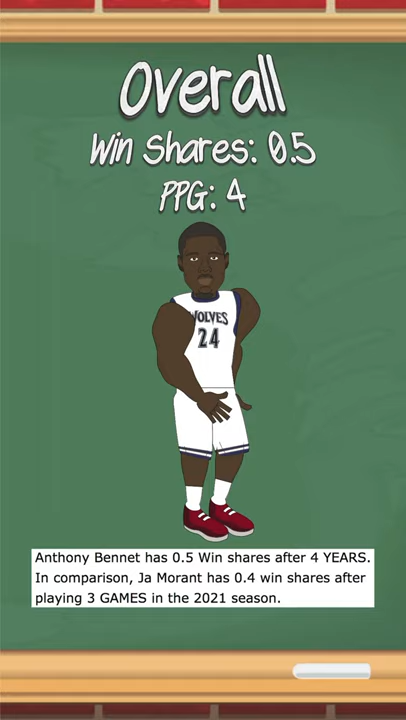 Overall
Win Shares: 0.5
PPG: 4
WOLVES
24
Anthony Bennet has 0.5 Win shares after 4 YEARS.
In comparison, Ja Morant has 0.4 win shares after
playing 3 GAMES in the 2021 season.